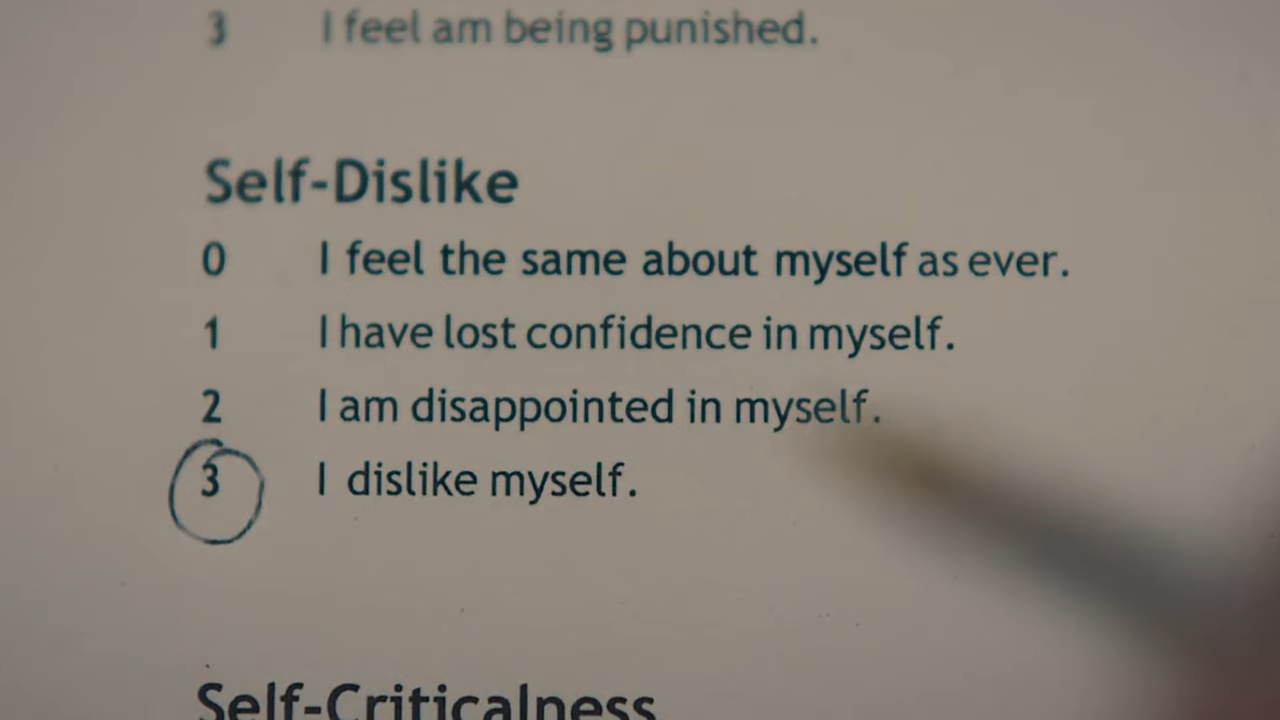 3 I feel am being punished.
Self-Dislike
0 I feel the same about myself as ever.
1 I have lost confidence in myself.
2 I am disappointed in myself.
3 I dislike myself.
Self-Criticalness